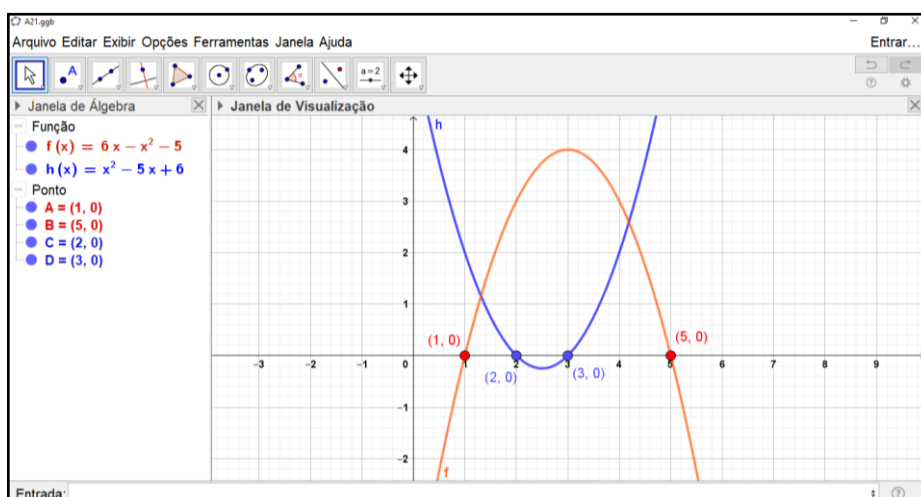 A21.ggb
Arquivo Editar Exibir Opções Ferramentas Janela Ajuda
Entrar...
A
a=2
Janela de Álgebra
Janela de Visualização
Função
f(x) = 6 x − x² − 5
h(x) = x² − 5 x + 6
Ponto
A = (1, 0)
B = (5, 0)
C = (2, 0)
D = (3, 0)
h
4
3
2
1
(1, 0)
(5, 0)
−3 −2 −1 0 1 2 3 4 5 6 7 8 9
(2, 0)
(3, 0)
−1
−2
f
Entrada: